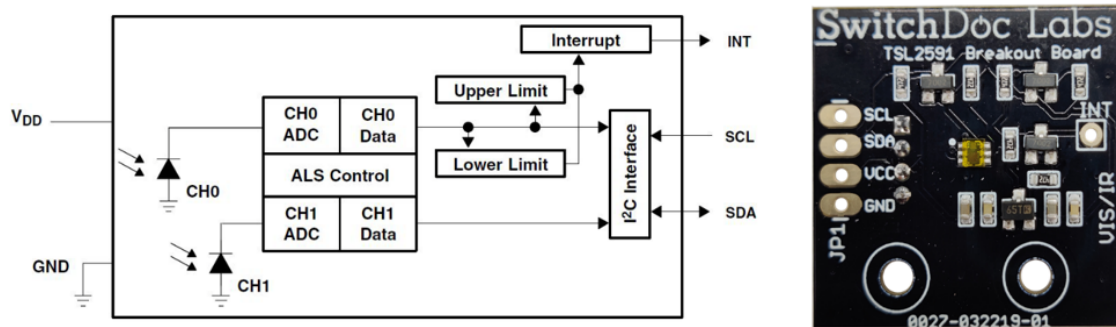 Interrupt
INT
Upper Limit
VDD
CH0
ADC
CH0
Data
SCL
Lower Limit
CH0
ALS Control
I²C Interface
CH1
ADC
CH1
Data
SDA
GND
CH1
SwitchDoc Labs
TSL2591 Breakout Board
SCL
INT
SDA
VCC
GND
JP1
VIS/IR
0027-032219-01